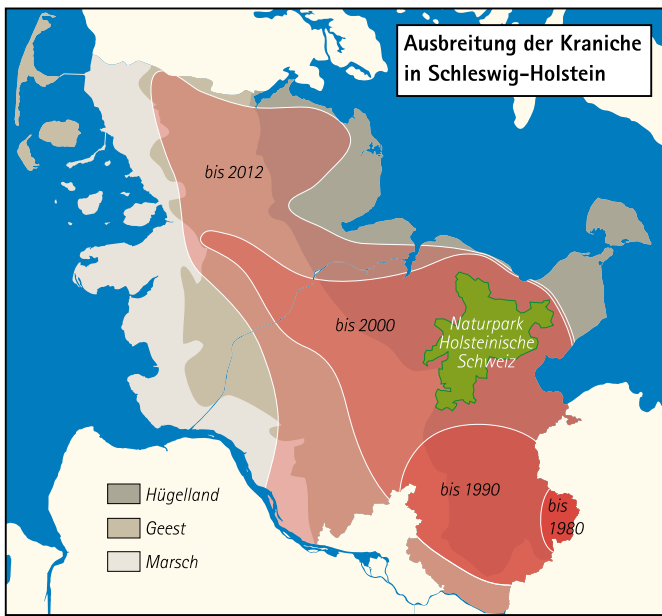 Ausbreitung der Kraniche
in Schleswig-Holstein
bis 2012
bis 2000
Naturpark
Holsteinische
Schweiz
bis 1990
bis
1980
Hügelland
Geest
Marsch